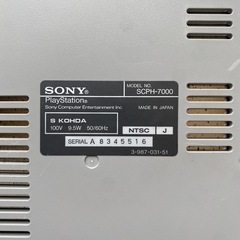 SONY®
MODEL NO. SCPH-7000
PlayStation®
Sony Computer Entertainment Inc.
MADE IN JAPAN
S KOHDA
100V 9.5W 50/60Hz
NTSC J
SERIAL A 8345516
3-987-031-51